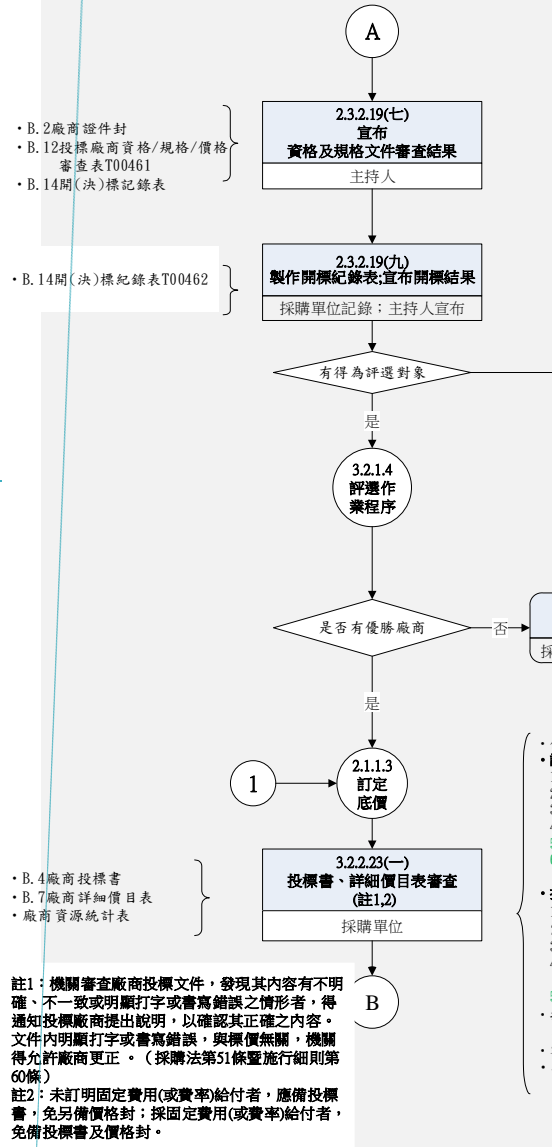 A
・B.2廠商證件封
・B.12投標廠商資格/規格/價格
審查表T00461
・B.14開(決)標記錄表
2.3.2.19(七)
宣布
資格及規格文件審查結果
主持人
・B.14開(決)標紀錄表T00462
2.3.2.19(九)
製作開標紀錄表;宣布開標結果
採購單位記錄；主持人宣布
有得為評選對象
是
3.2.1.4
評選作
業程序
是否有優勝廠商
否
採
是
1
2.1.1.3
訂定
底價
・B.4廠商投標書
・B.7廠商詳細價目表
・廠商資源統計表
3.2.2.23(一)
投標書、詳細價目表審查
(註1,2)
採購單位
B
註1：機關審查廠商投標文件，發現其內容有不明
確、不一致或明顯打字或書寫錯誤之情形者，得
通知投標廠商提出說明，以確認其正確之內容。
文件內明顯打字或書寫錯誤，與標價無關，機關
得允許廠商更正 。（採購法第51條暨施行細則第
60條）
註2：未訂明固定費用(或費率)給付者，應備投標
書，免另備價格封；採固定費用(或費率)給付者，
免備投標書及價格封。